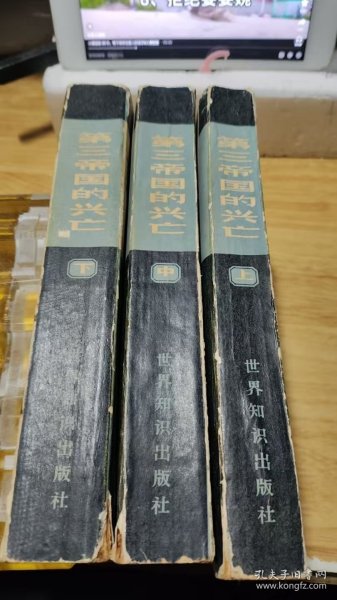 第三帝国的兴亡
下
识出版社
第三帝国的兴亡
中
世界知识出版社
第三帝国的兴亡
上
世界知识出版社
孔夫子旧书网
www.kongfz.com